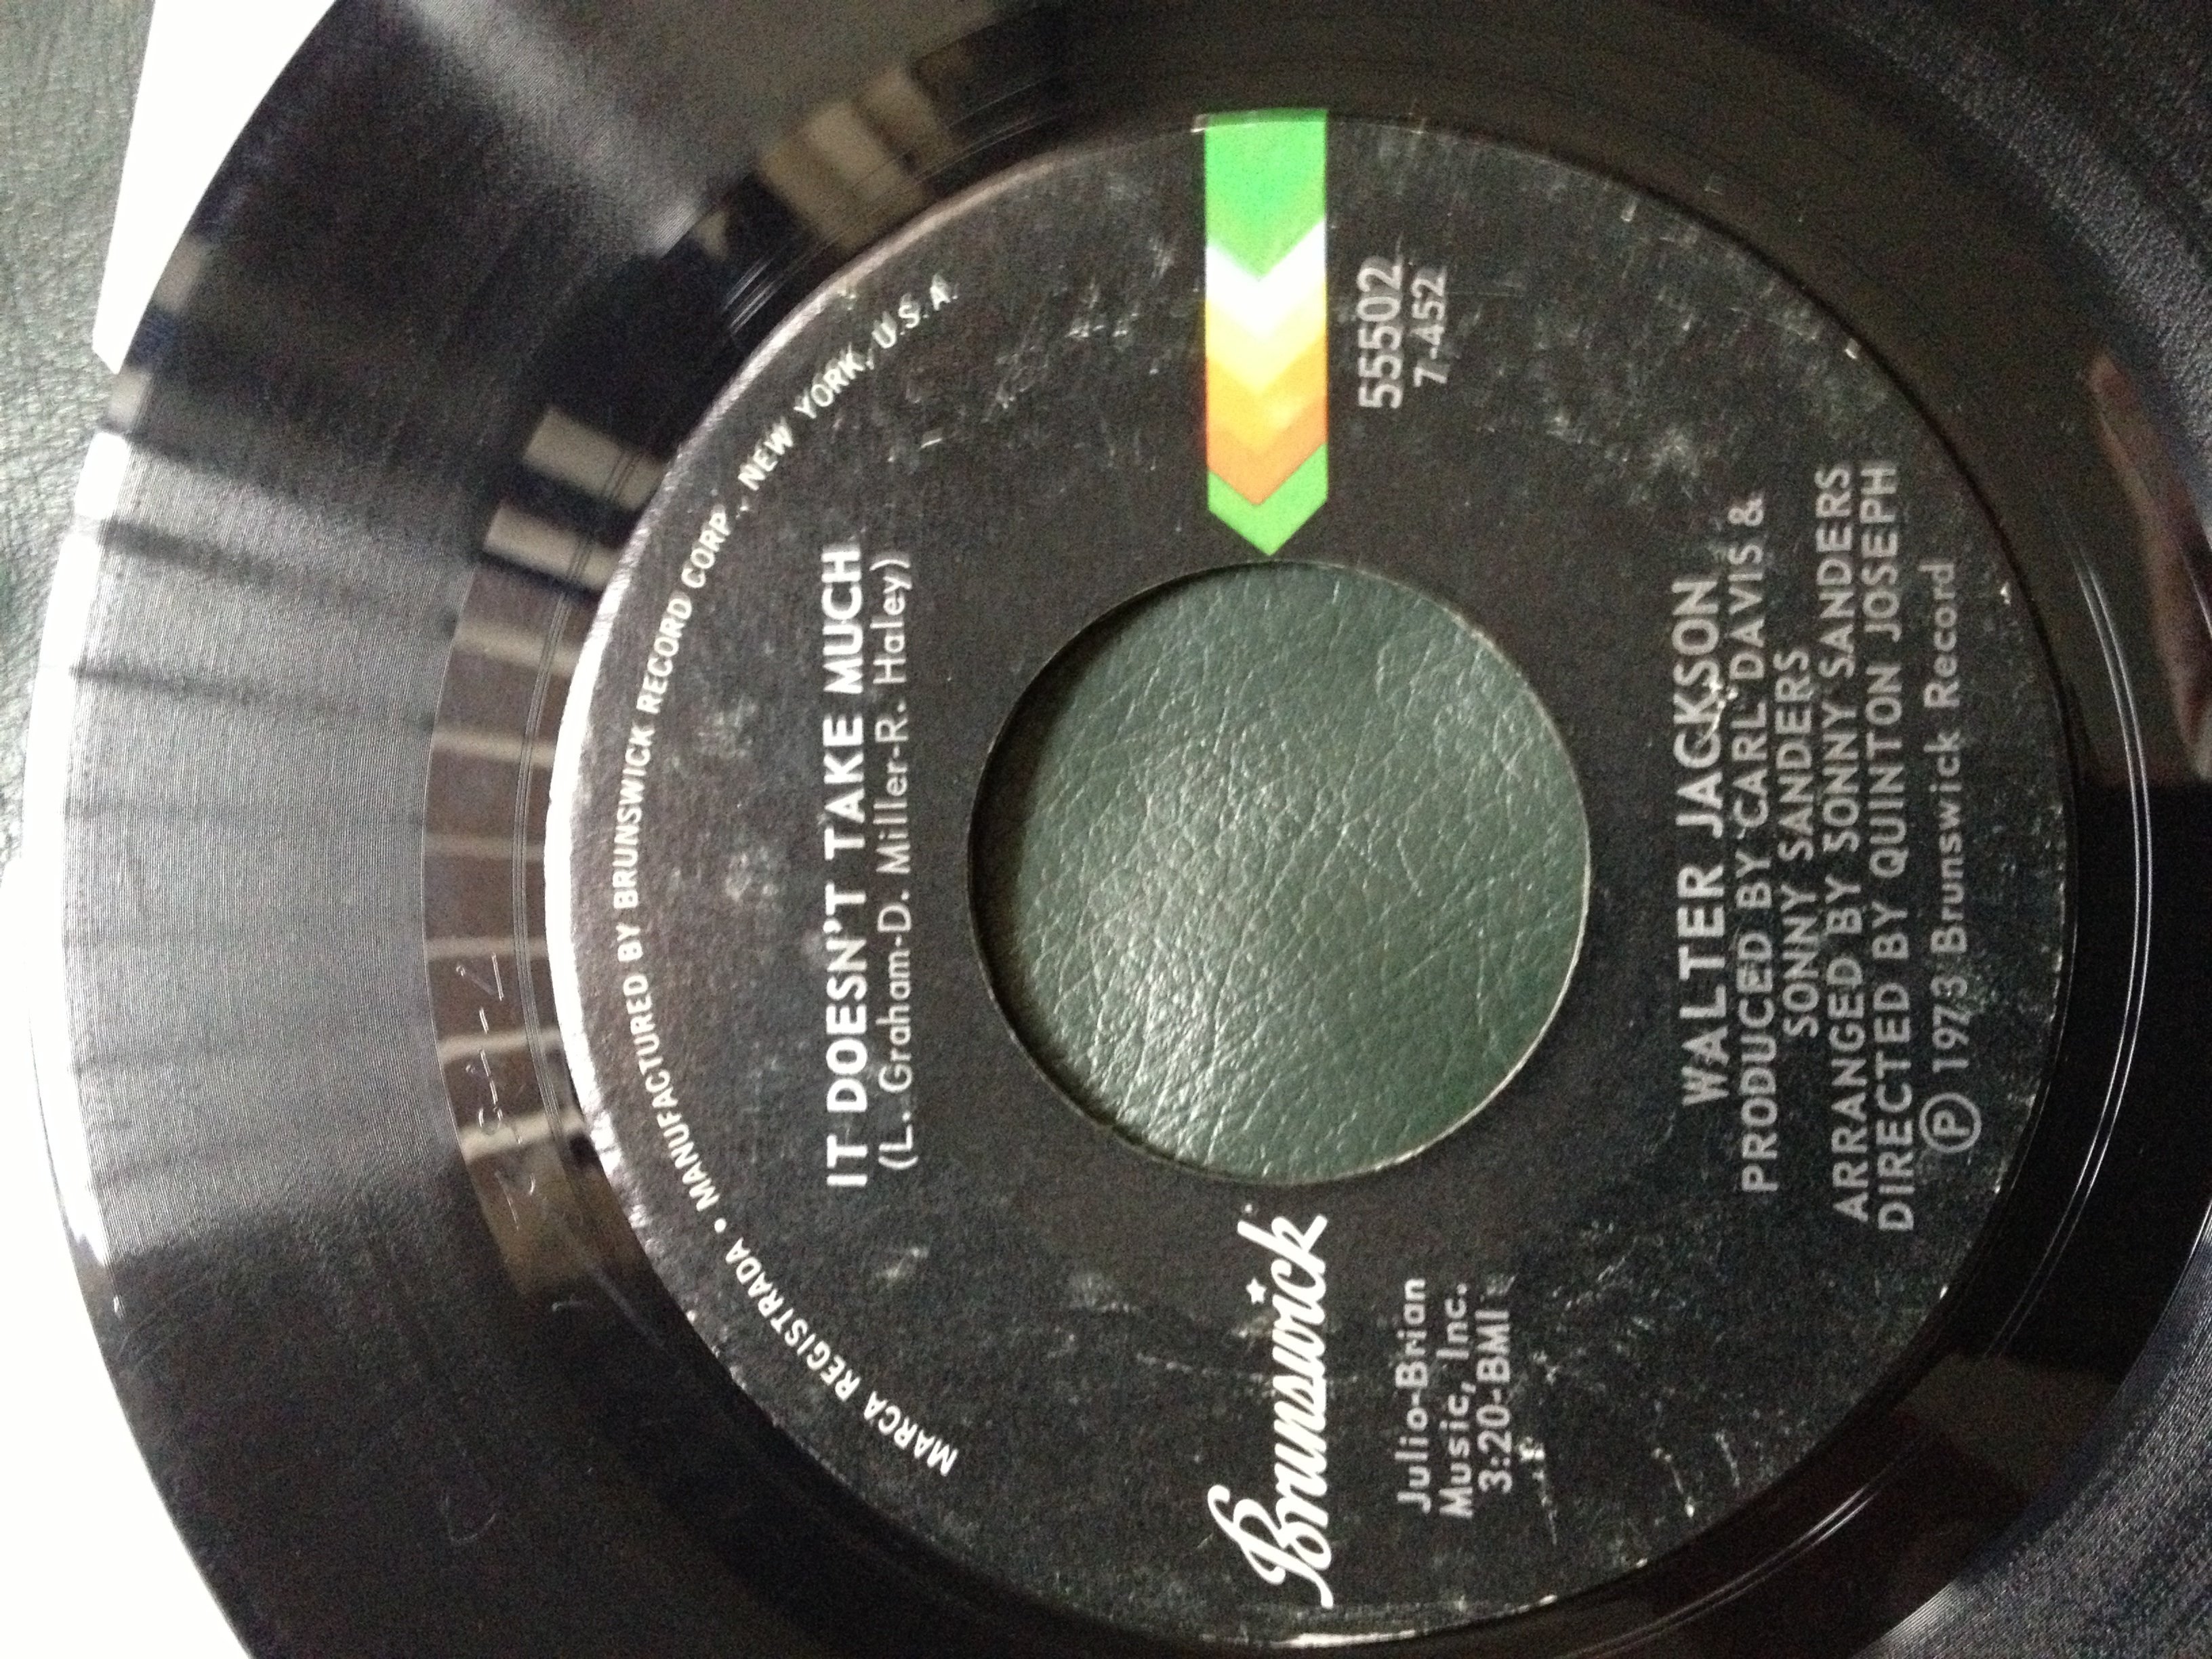 MARCA REGISTRADA • MANUFACTURED BY BRUNSWICK RECORD CORP., NEW YORK, U.S.A.
IT DOESN'T TAKE MUCH
(L. Graham-D. Miller-R. Haley)
Brunswick
55502
7-452
Julio-Brian
Music, Inc.
3:20-BMI
WALTER JACKSON
PRODUCED BY CARL DAVIS &
SONNY SANDERS
ARRANGED BY SONNY SANDERS
DIRECTED BY QUINTON JOSEPH
Ⓟ 1973 Brunswick Record